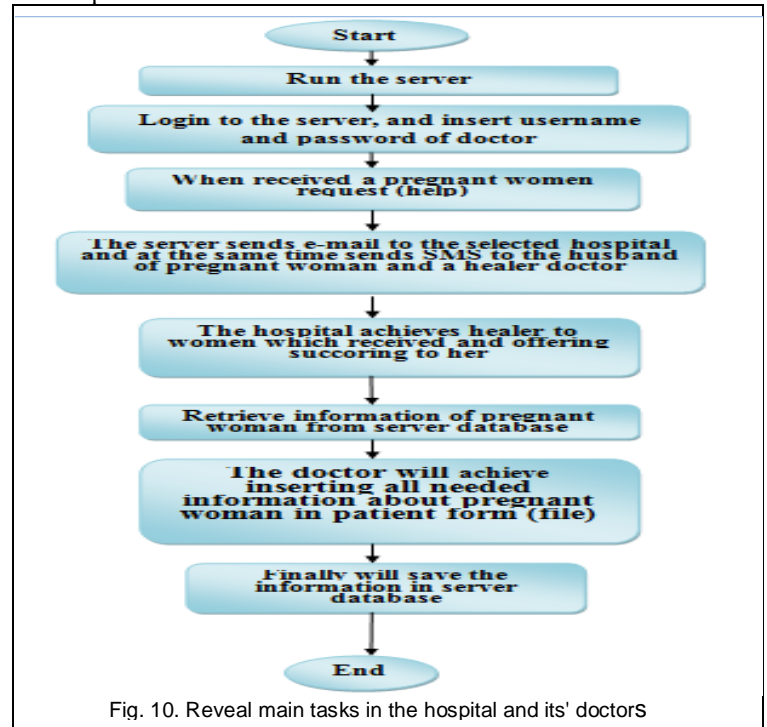 Start
Run the server
Login to the server, and insert username
and password of doctor
When received a pregnant women
request (help)
The server sends e-mail to the selected hospital
and at the same time sends SMS to the husband
of pregnant woman and a healer doctor
The hospital achieves healer to
women which received and offering
succoring to her
Retrieve information of pregnant
woman from server database
The doctor will achieve
inserting all needed
information about pregnant
woman in patient form (file)
Finally will save the
information in server
database
End
Fig. 10. Reveal main tasks in the hospital and its' doctors